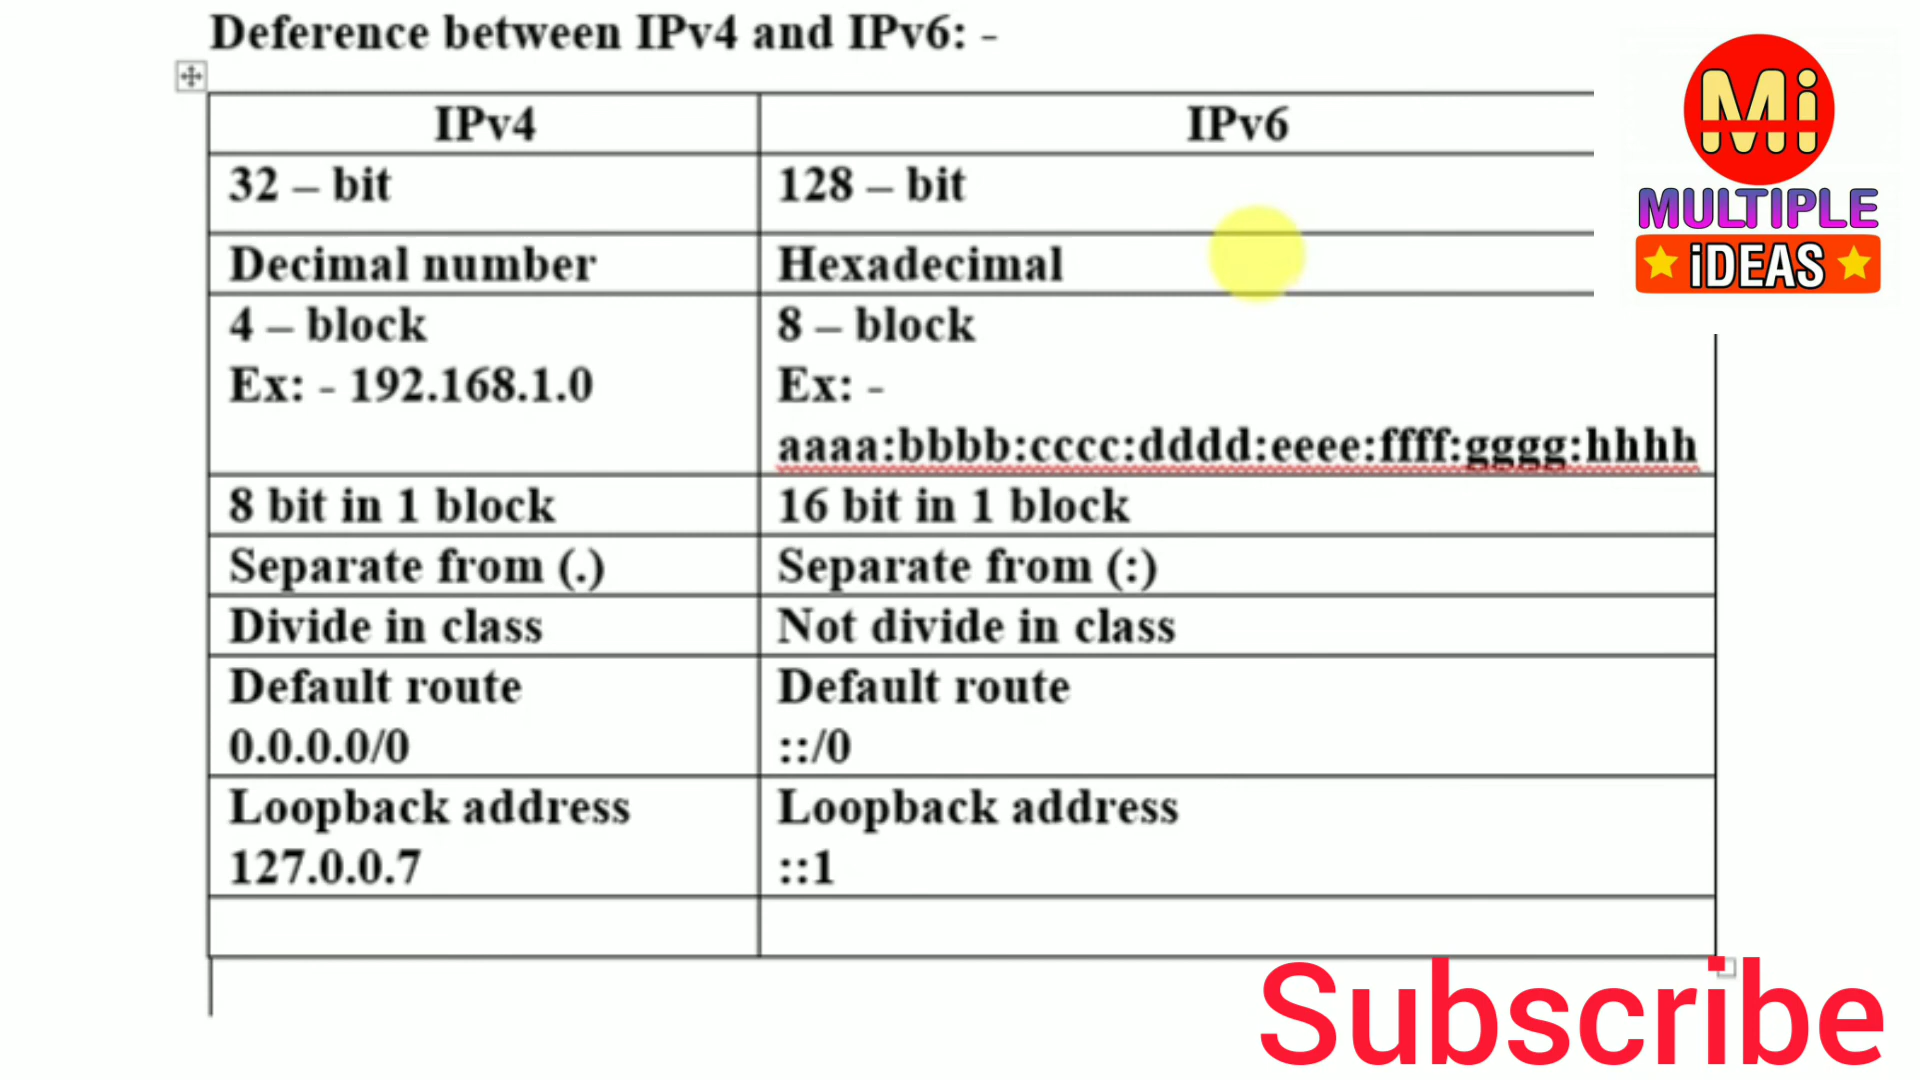 Deference between IPv4 and IPv6: -
IPv4 IPv6
32 – bit 128 – bit
Decimal number Hexadecimal
4 – block 8 – block
Ex: - 192.168.1.0 Ex: -
aaaa:bbbb:cccc:dddd:eeee:ffff:gggg:hhhh
8 bit in 1 block 16 bit in 1 block
Separate from (.) Separate from (:)
Divide in class Not divide in class
Default route Default route
0.0.0.0/0 ::/0
Loopback address Loopback address
127.0.0.7 ::1
Mi
MULTIPLE
iDEAS
Subscribe